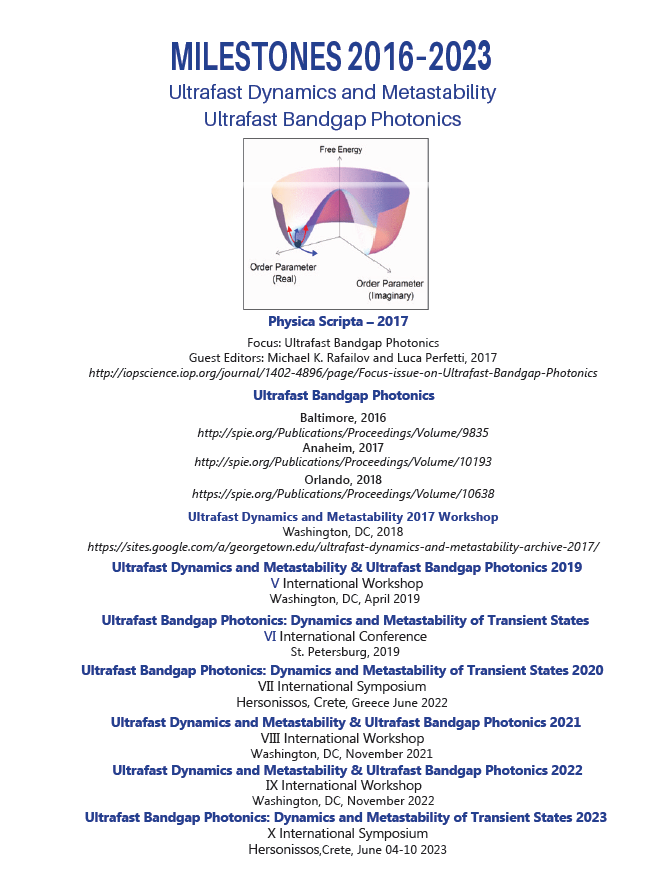 MILESTONES 2016-2023
Ultrafast Dynamics and Metastability
Ultrafast Bandgap Photonics
Free Energy
Order Parameter
(Real)
Order Parameter
(Imaginary)
Physica Scripta – 2017
Focus: Ultrafast Bandgap Photonics
Guest Editors: Michael K. Rafailov and Luca Perfetti, 2017
http://iopscience.iop.org/journal/1402-4896/page/Focus-issue-on-Ultrafast-Bandgap-Photonics
Ultrafast Bandgap Photonics
Baltimore, 2016
http://spie.org/Publications/Proceedings/Volume/9835
Anaheim, 2017
http://spie.org/Publications/Proceedings/Volume/10193
Orlando, 2018
https://spie.org/Publications/Proceedings/Volume/10638
Ultrafast Dynamics and Metastability 2017 Workshop
Washington, DC, 2018
https://sites.google.com/a/georgetown.edu/ultrafast-dynamics-and-metastability-archive-2017/
Ultrafast Dynamics and Metastability & Ultrafast Bandgap Photonics 2019
V International Workshop
Washington, DC, April 2019
Ultrafast Bandgap Photonics: Dynamics and Metastability of Transient States
VI International Conference
St. Petersburg, 2019
Ultrafast Bandgap Photonics: Dynamics and Metastability of Transient States 2020
VII International Symposium
Hersonissos, Crete, Greece June 2022
Ultrafast Dynamics and Metastability & Ultrafast Bandgap Photonics 2021
VIII International Workshop
Washington, DC, November 2021
Ultrafast Dynamics and Metastability & Ultrafast Bandgap Photonics 2022
IX International Workshop
Washington, DC, November 2022
Ultrafast Bandgap Photonics: Dynamics and Metastability of Transient States 2023
X International Symposium
Hersonissos,Crete, June 04-10 2023